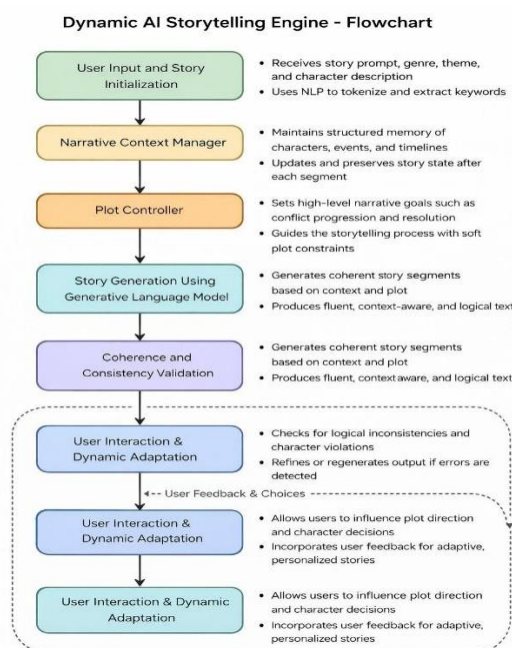 Dynamic AI Storytelling Engine - Flowchart
User Input and Story
Initialization
• Receives story prompt, genre, theme,
and character description
• Uses NLP to tokenize and extract keywords
Narrative Context Manager
• Maintains structured memory of
characters, events, and timelines
• Updates and preserves story state after
each segment
Plot Controller
• Sets high-level narrative goals such as
conflict progression and resolution
• Guides the storytelling process with soft
plot constraints
Story Generation Using
Generative Language Model
• Generates coherent story segments
based on context and plot
• Produces fluent, context-aware, and logical text
Coherence and
Consistency Validation
• Generates coherent story segments
based on context and plot
• Produces fluent, contextaware, and logical text
User Interaction &
Dynamic Adaptation
• Checks for logical inconsistencies and
character violations
• Refines or regenerates output if errors are
detected
User Feedback & Choices
User Interaction &
Dynamic Adaptation
• Allows users to influence plot direction
and character decisions
• Incorporates user feedback for adaptive,
personalized stories
User Interaction & Dynamic
Adaptation
• Allows users to influence plot direction
and character decisions
• Incorporates user feedback for adaptive,
personalized stories